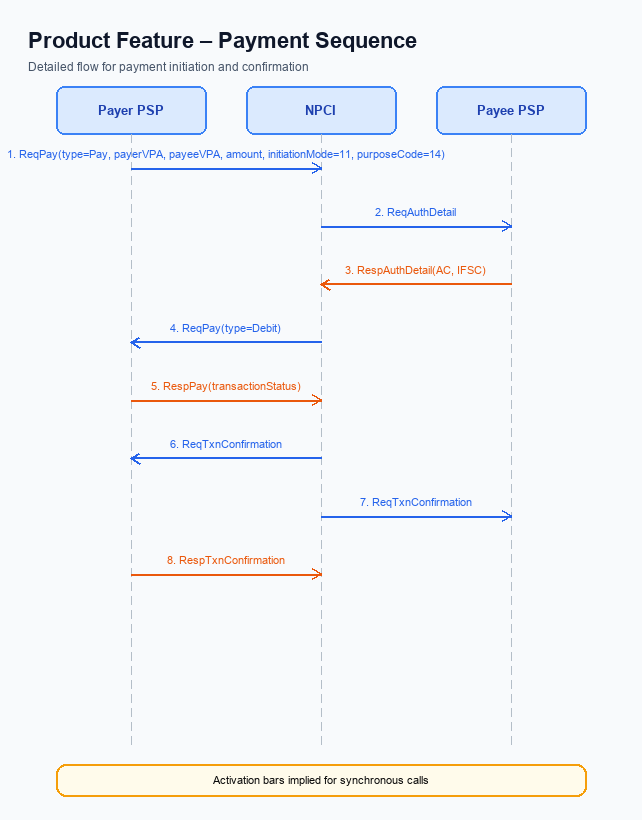 Product Feature – Payment Sequence
Detailed flow for payment initiation and confirmation
Payer PSP
NPCI
Payee PSP
1. ReqPay(type=Pay, payerVPA, payeeVPA, amount, initiationMode=11, purposeCode=14)
2. ReqAuthDetail
3. RespAuthDetail(AC, IFSC)
4. ReqPay(type=Debit)
5. RespPay(transactionStatus)
6. ReqTxnConfirmation
7. ReqTxnConfirmation
8. RespTxnConfirmation
Activation bars implied for synchronous calls